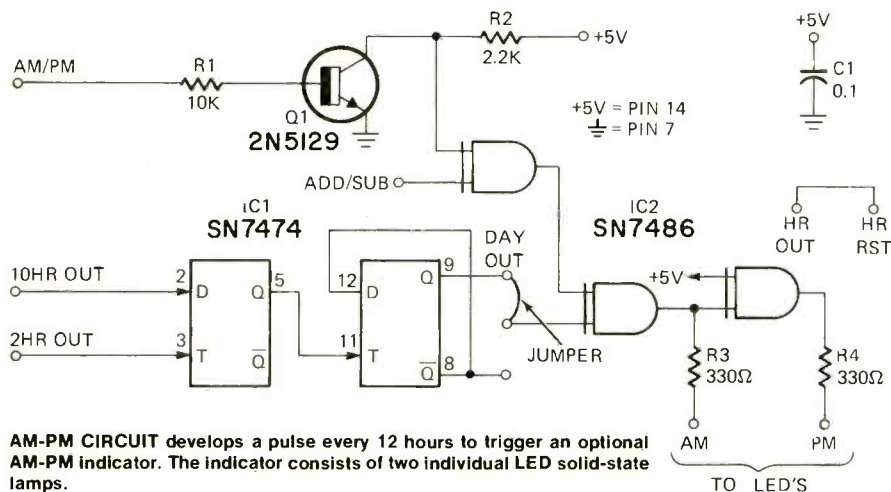 AM/PM
R1
10K
Q1
2N5129
R2
2.2K
+5V
+5V
C1
0.1
+5V = PIN 14
= PIN 7
ADD/SUB
IC1
SN7474
IC2
SN7486
HR OUT
HR RST
10HR OUT
2HR OUT
2
D
Q
5
3
T
Q̅
12
D
Q
9
11
T
Q̅
8
DAY OUT
JUMPER
+5V
R3
330Ω
R4
330Ω
AM
PM
TO LED'S
AM-PM CIRCUIT develops a pulse every 12 hours to trigger an optional
AM-PM indicator. The indicator consists of two individual LED solid-state
lamps.